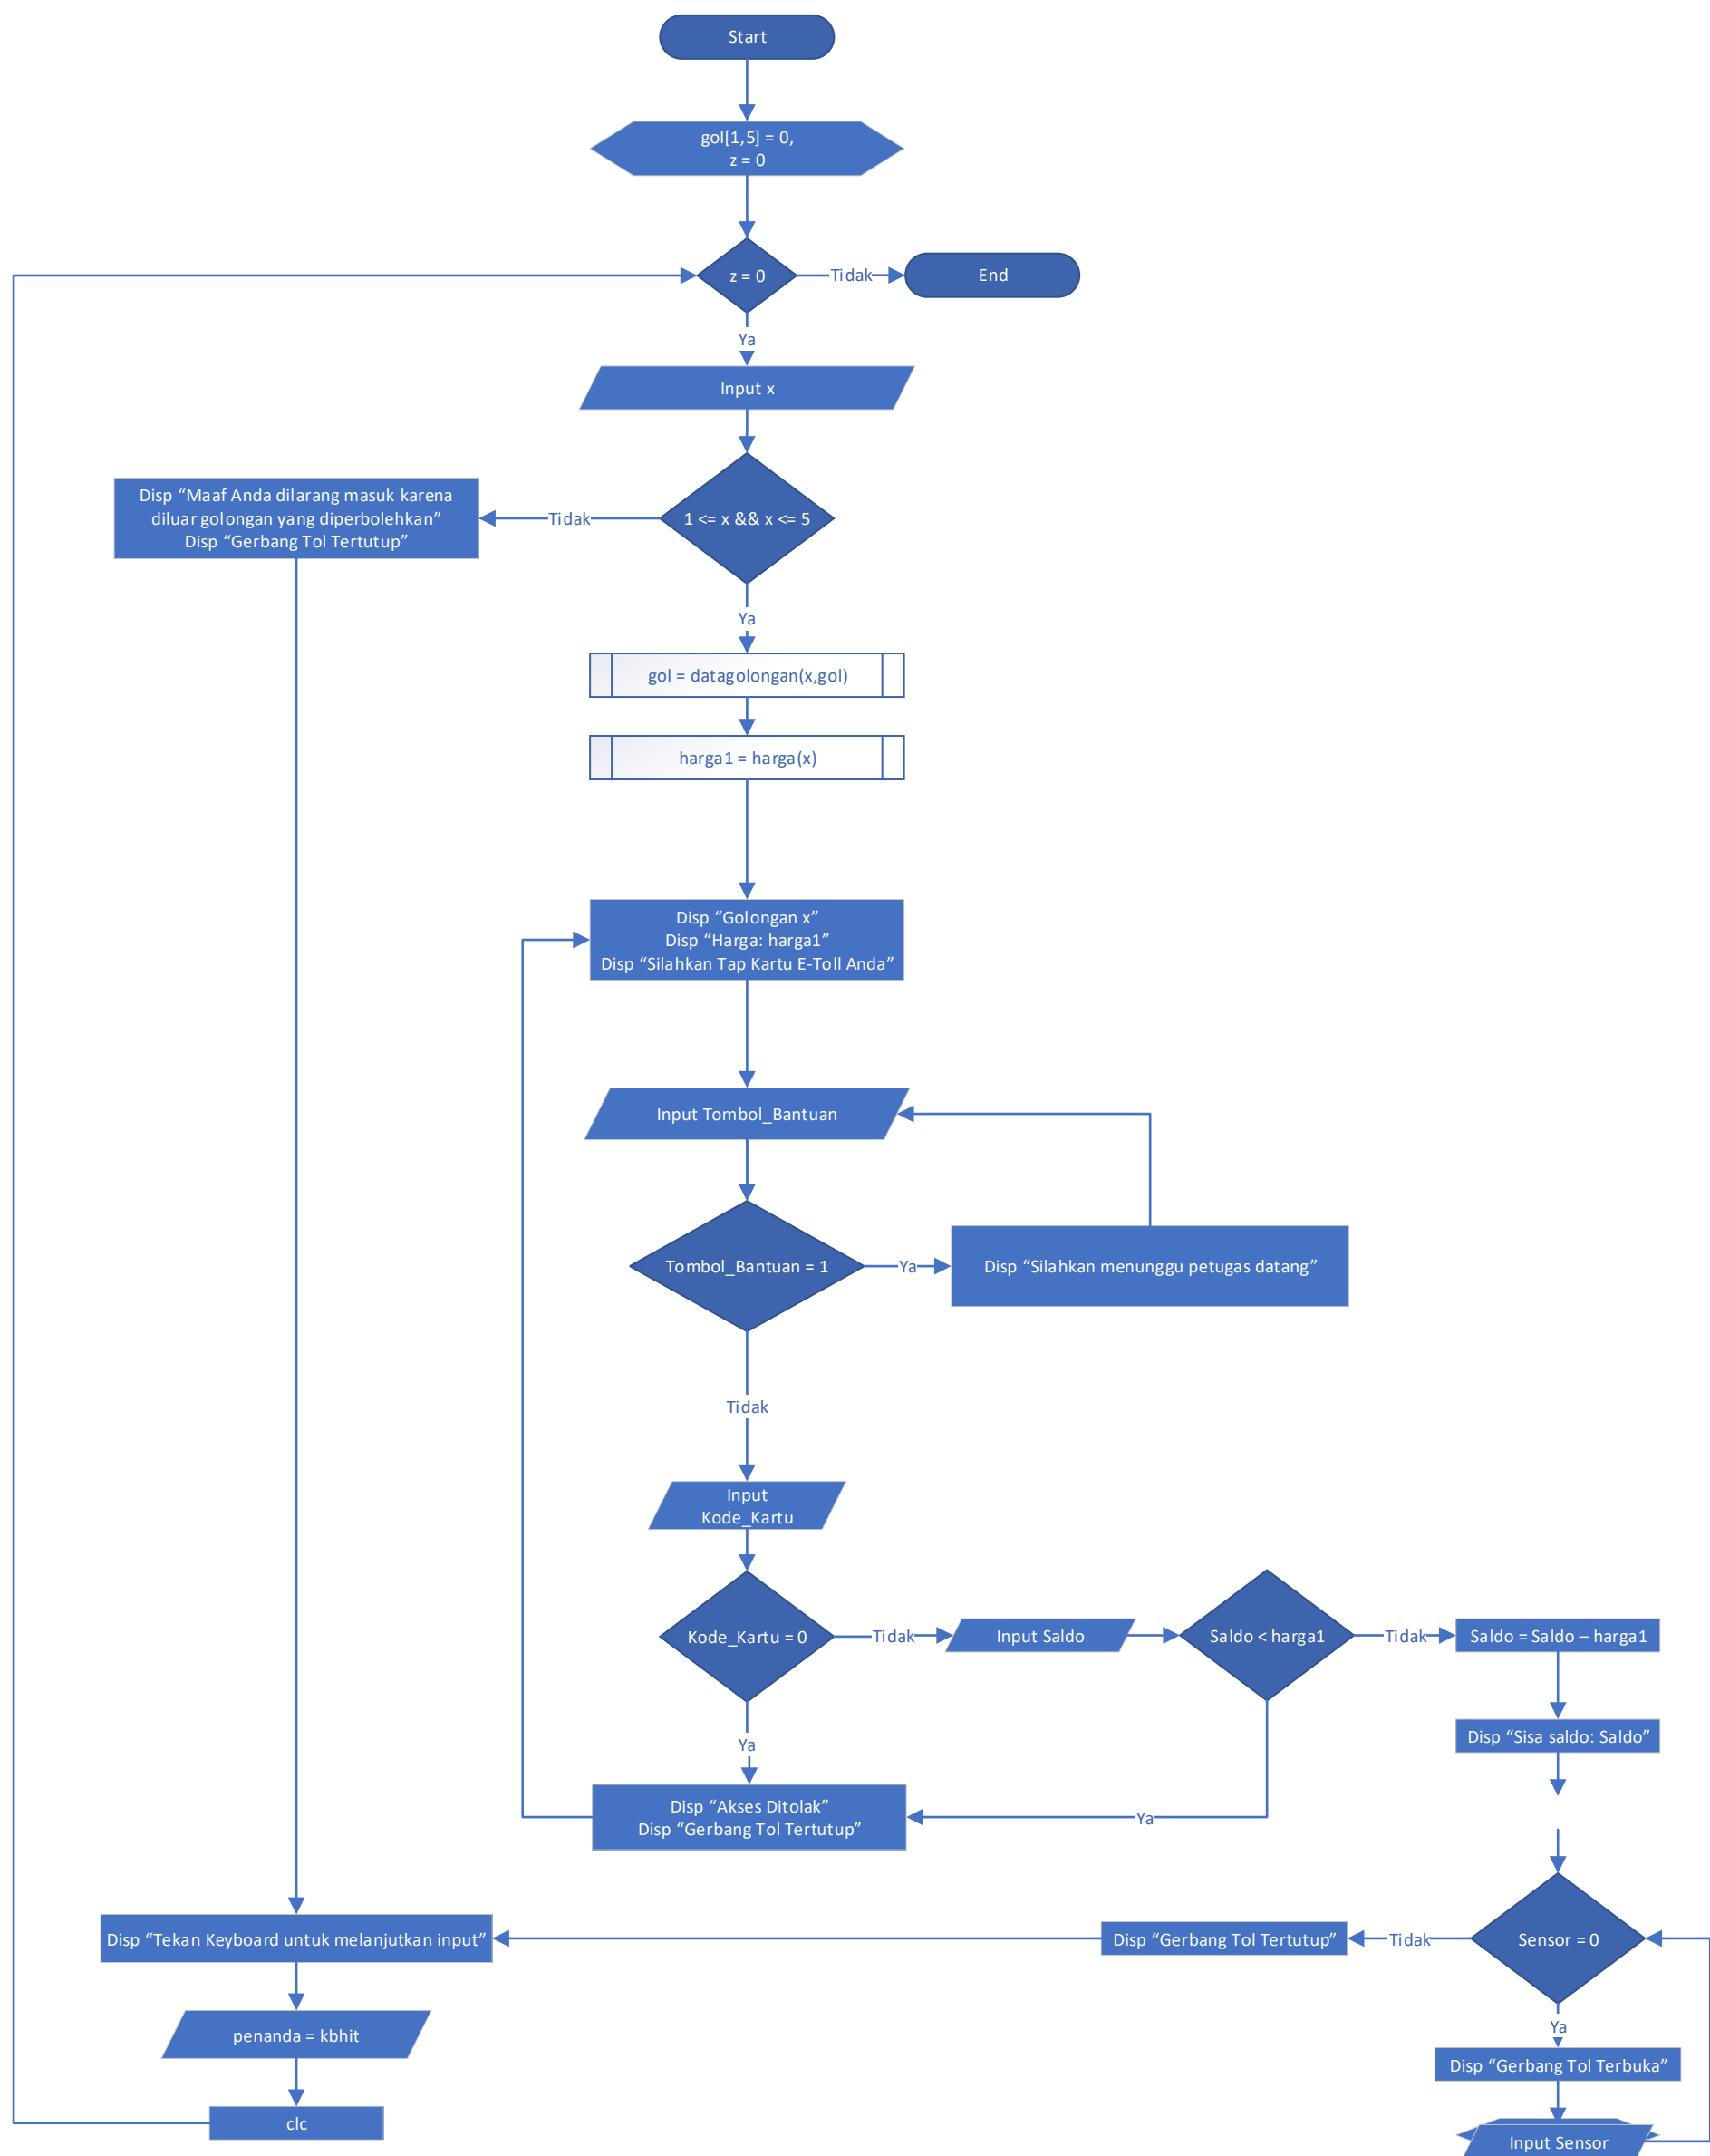 Start
gol[1,5] = 0,
z = 0
z = 0
Tidak
End
Ya
Input x
1 <= x && x <= 5
Tidak
Disp “Maaf Anda dilarang masuk karena
diluar golongan yang diperbolehkan”
Disp “Gerbang Tol Tertutup”
Ya
gol = datagolongan(x,gol)
harga1 = harga(x)
Disp “Golongan x”
Disp “Harga: harga1”
Disp “Silahkan Tap Kartu E-Toll Anda”
Input Tombol_Bantuan
Tombol_Bantuan = 1
Ya
Disp “Silahkan menunggu petugas datang”
Tidak
Input
Kode_Kartu
Kode_Kartu = 0
Tidak
Input Saldo
Saldo < harga1
Tidak
Saldo = Saldo – harga1
Disp “Sisa saldo: Saldo”
Ya
Disp “Akses Ditolak”
Disp “Gerbang Tol Tertutup”
Ya
Sensor = 0
Tidak
Disp “Gerbang Tol Tertutup”
Disp “Tekan Keyboard untuk melanjutkan input”
Ya
Disp “Gerbang Tol Terbuka”
Input Sensor
penanda = kbhit
clc